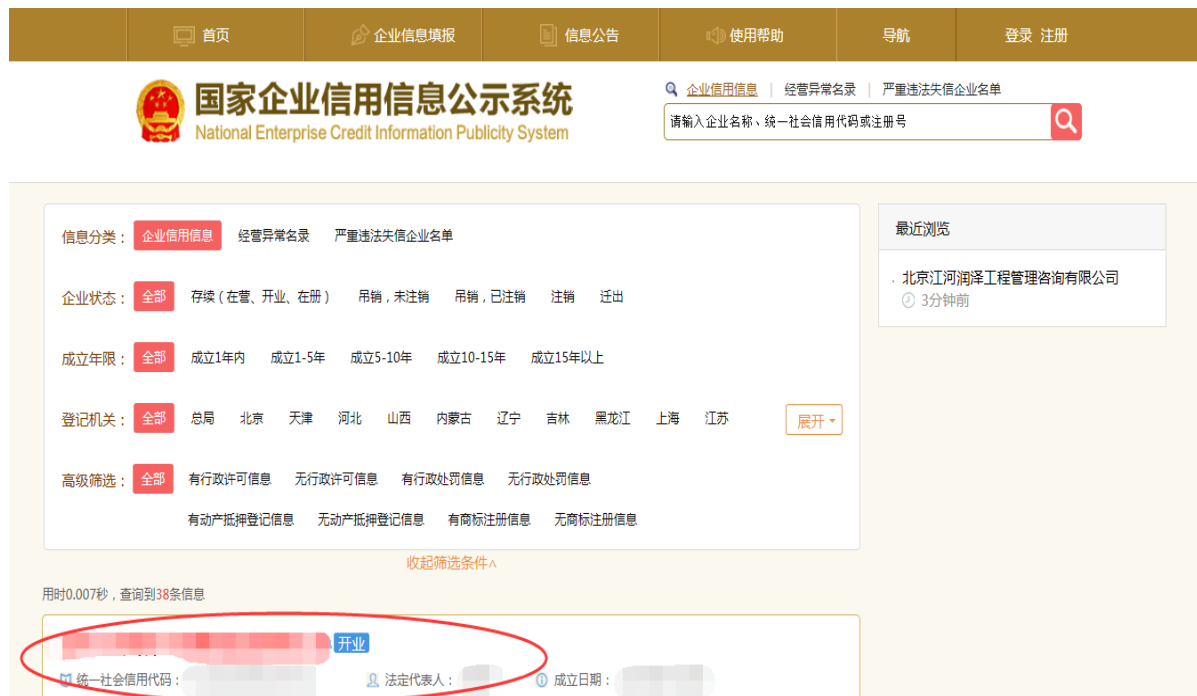 首页 企业信息填报 信息公告 使用帮助 导航 登录 注册
国家企业信用信息公示系统
National Enterprise Credit Information Publicity System
企业信用信息 | 经营异常名录 | 严重违法失信企业名单
请输入企业名称、统一社会信用代码或注册号
信息分类： 企业信用信息 经营异常名录 严重违法失信企业名单
企业状态： 全部 存续（在营、开业、在册） 吊销，未注销 吊销，已注销 注销 迁出
成立年限： 全部 成立1年内 成立1-5年 成立5-10年 成立10-15年 成立15年以上
登记机关： 全部 总局 北京 天津 河北 山西 内蒙古 辽宁 吉林 黑龙江 上海 江苏 展开
高级筛选： 全部 有行政许可信息 无行政许可信息 有行政处罚信息 无行政处罚信息
有动产抵押登记信息 无动产抵押登记信息 有商标注册信息 无商标注册信息
收起筛选条件
最近浏览
北京江河润泽工程管理咨询有限公司
3分钟前
用时0.007秒，查询到38条信息
开业
统一社会信用代码： 法定代表人： 成立日期：